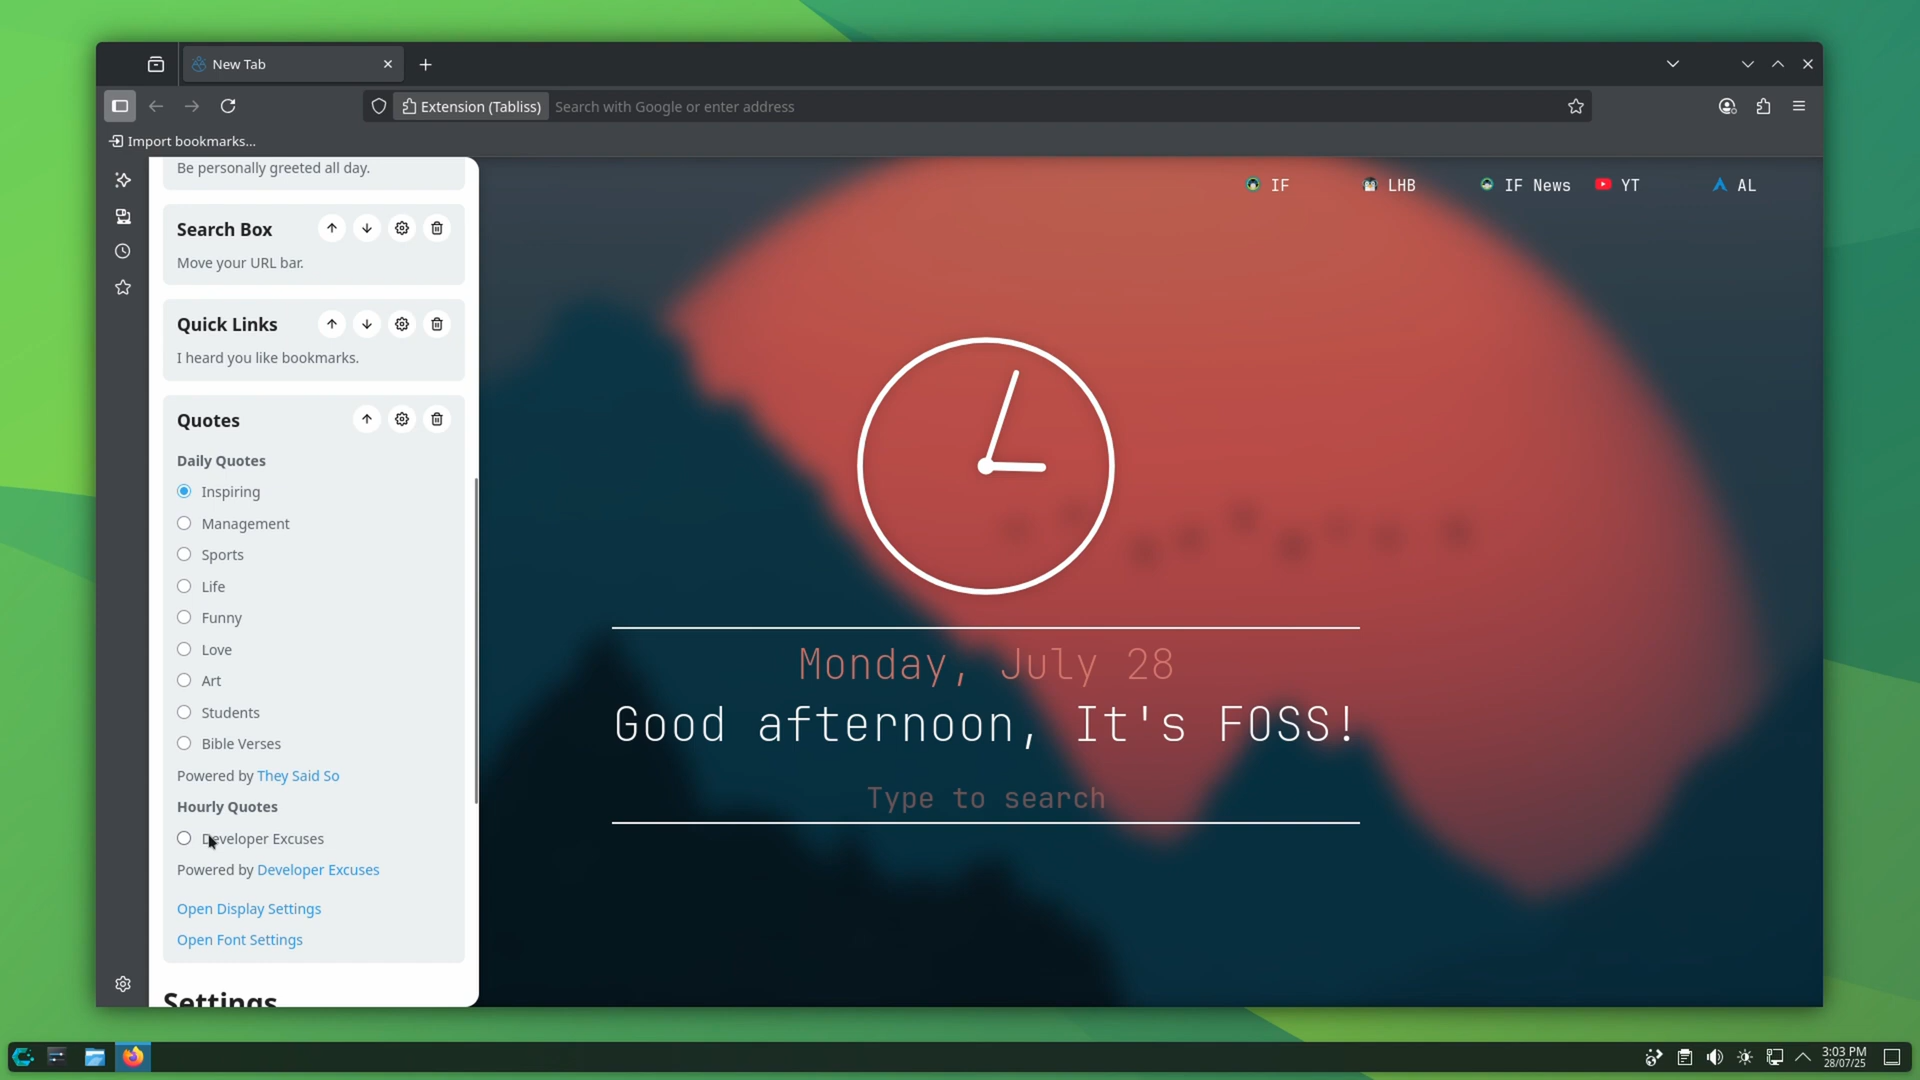 New Tab
Extension (Tabliss) Search with Google or enter address
Import bookmarks...
Be personally greeted all day.
Search Box
Move your URL bar.
Quick Links
I heard you like bookmarks.
Quotes
Daily Quotes
Inspiring
Management
Sports
Life
Funny
Love
Art
Students
Bible Verses
Powered by They Said So
Hourly Quotes
Developer Excuses
Powered by Developer Excuses
Open Display Settings
Open Font Settings
Settings
IF LHB IF News YT AL
Monday, July 28
Good afternoon, It's FOSS!
Type to search
3:03 PM
28/07/25